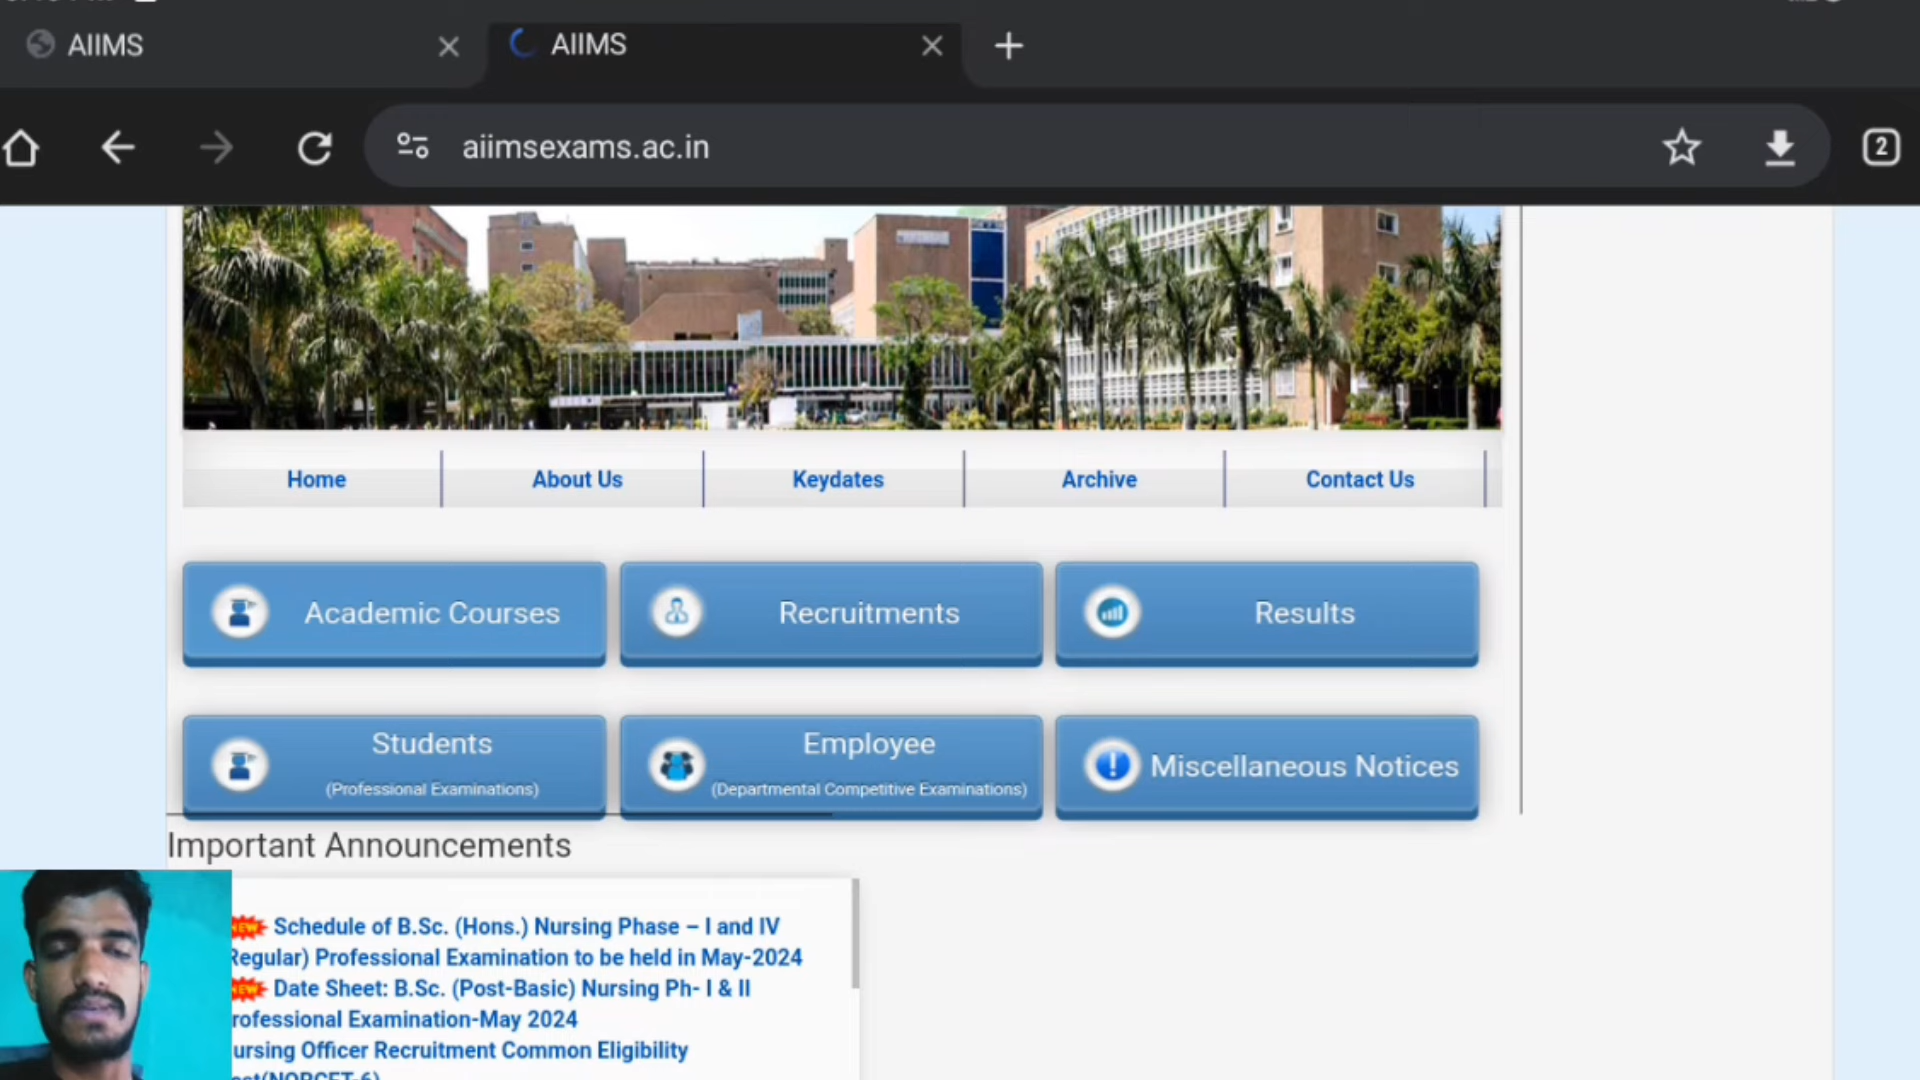 AIIMS
AIIMS
aiimsexams.ac.in
2
Home
About Us
Keydates
Archive
Contact Us
Academic Courses
Recruitments
Results
Students
(Professional Examinations)
Employee
(Departmental Competitive Examinations)
Miscellaneous Notices
Important Announcements
NEW Schedule of B.Sc. (Hons.) Nursing Phase – I and IV
Regular) Professional Examination to be held in May-2024
NEW Date Sheet: B.Sc. (Post-Basic) Nursing Ph- I & II
rofessional Examination-May 2024
ursing Officer Recruitment Common Eligibility